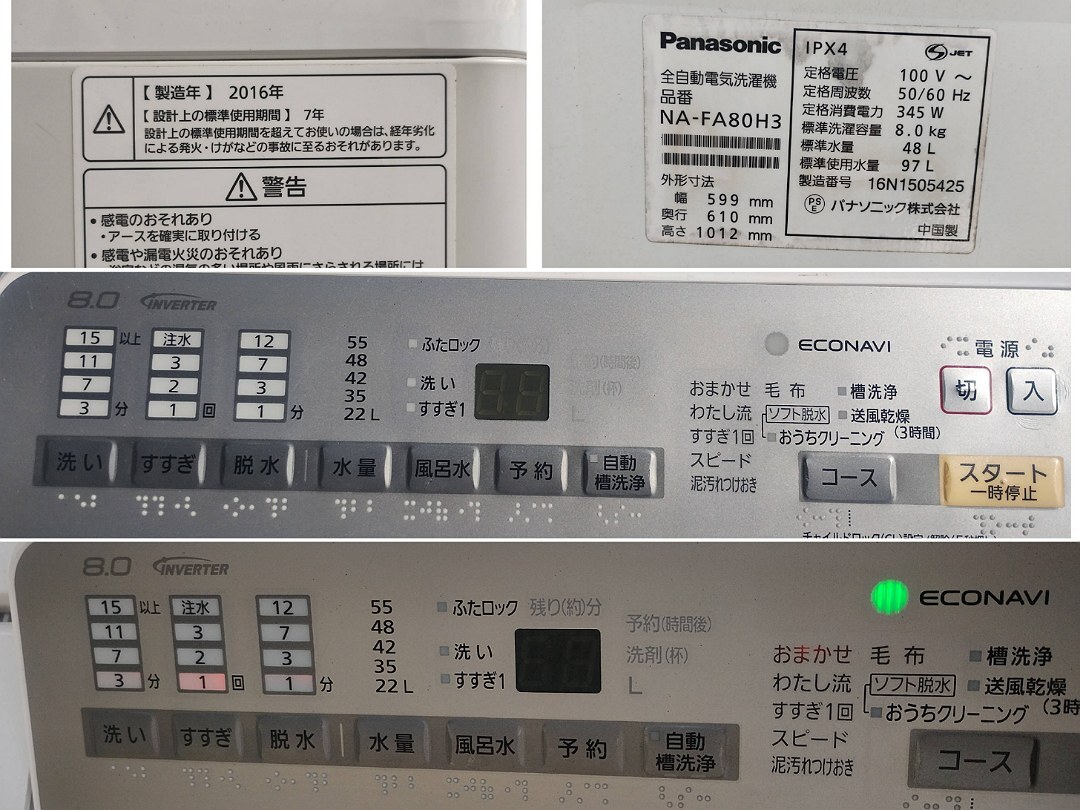 【製造年】 2016年
【設計上の標準使用期間】 7年
設計上の標準使用期間を超えてお使いの場合は、経年劣化
による発火・けがなどの事故に至るおそれがあります。
警告
• 感電のおそれあり
・アースを確実に取り付ける
• 感電や漏電火災のおそれあり
Panasonic
全自動電気洗濯機
品番
NA-FA80H3
外形寸法
幅 599 mm
奥行 610 mm
高さ 1012 mm
IPX4 S JET
定格電圧 100 V ~
定格周波数 50/60 Hz
定格消費電力 345 W
標準洗濯容量 8.0 kg
標準水量 48 L
標準使用水量 97 L
製造番号 16N1505425
PSE パナソニック株式会社
中国製
8.0 INVERTER
15 以上 注水 12
11 3 7
7 2 3
3 分 1 回 1 分
55
48
42
35
22 L
ふたロック
洗い
すすぎ1
(時間後)
洗剤(杯)
L
ECONAVI
おまかせ 毛布 槽洗浄
わたし流 ソフト脱水 送風乾燥
すすぎ1回 おうちクリーニング (3時間)
スピード
泥汚れつけおき
電源
切 入
洗い すすぎ 脱水 水量 風呂水 予約 自動槽洗浄
コース
スタート
一時停止
8.0 INVERTER
15 以上 注水 12
11 3 7
7 2 3
3 分 1 回 1 分
55
48
42
35
22 L
ふたロック 残り(約)分
洗い
すすぎ1
予約(時間後)
洗剤(杯)
L
ECONAVI
おまかせ 毛布 槽洗浄
わたし流 ソフト脱水 送風乾燥
すすぎ1回 おうちクリーニング (3時
スピード
泥汚れつけおき
洗い すすぎ 脱水 水量 風呂水 予約 自動槽洗浄
コース